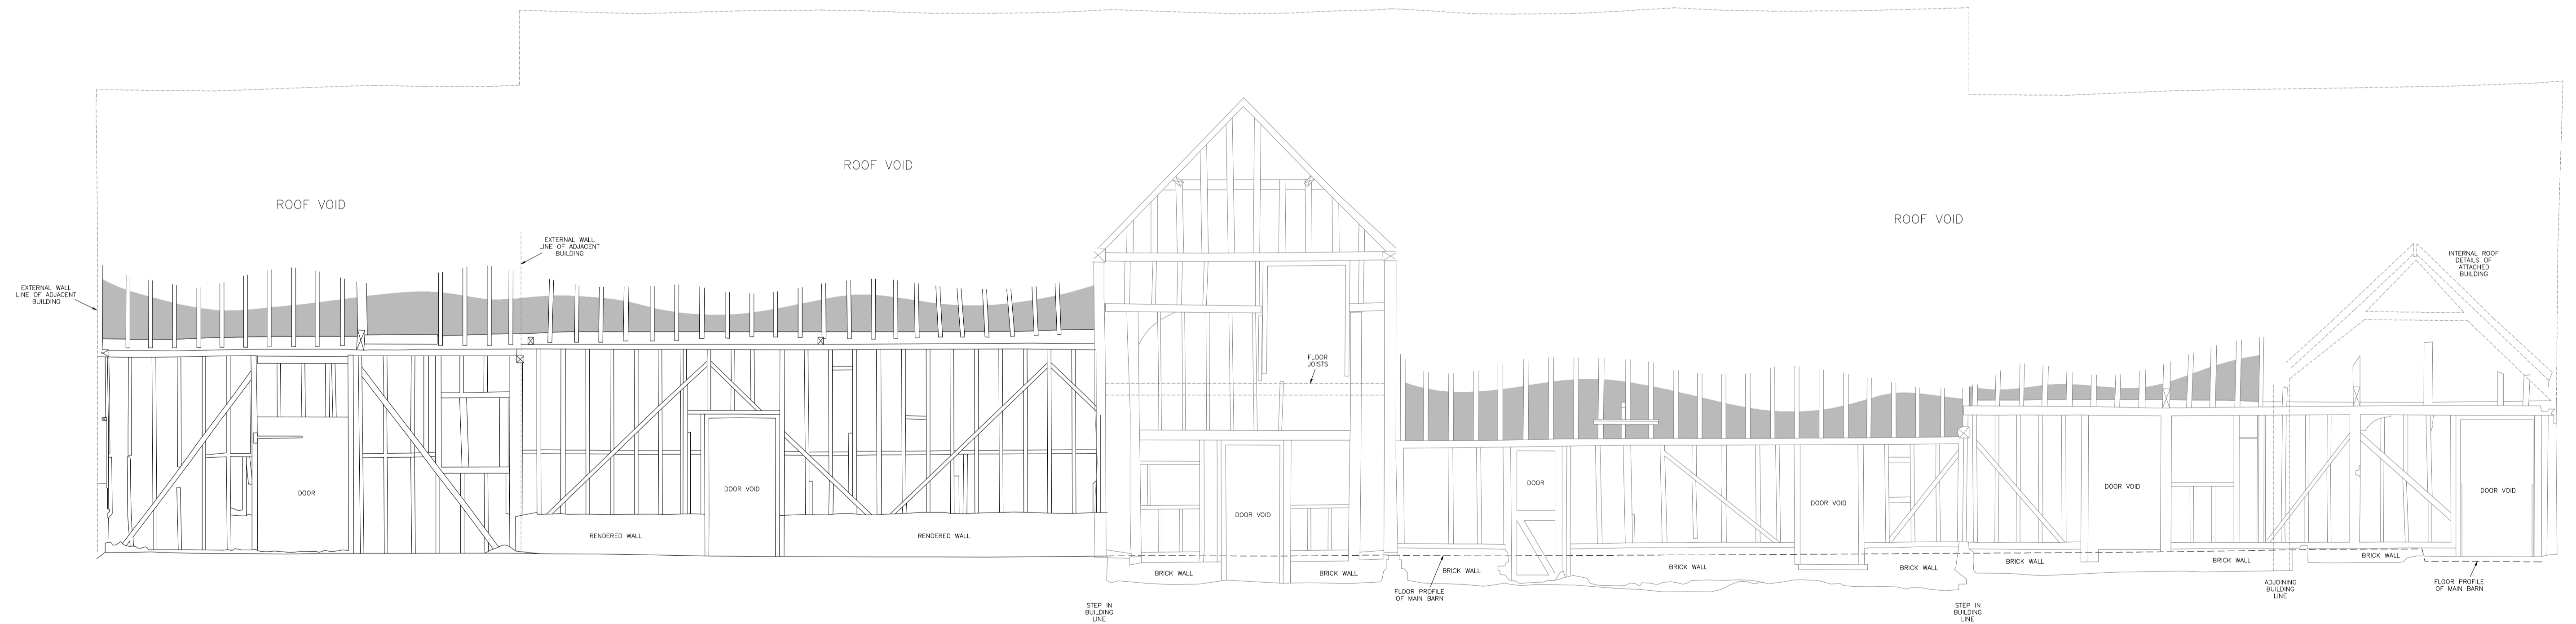 ROOF VOID
ROOF VOID
ROOF VOID
EXTERNAL WALL
LINE OF ADJACENT
BUILDING
EXTERNAL WALL
LINE OF ADJACENT
BUILDING
INTERNAL ROOF
DETAILS OF
ATTACHED
BUILDING
FLOOR
JOISTS
DOOR
DOOR VOID
DOOR VOID
DOOR
DOOR VOID
DOOR VOID
DOOR VOID
RENDERED WALL
RENDERED WALL
BRICK WALL
BRICK WALL
BRICK WALL
BRICK WALL
BRICK WALL
BRICK WALL
BRICK WALL
BRICK WALL
STEP IN
BUILDING
LINE
FLOOR PROFILE
OF MAIN BARN
STEP IN
BUILDING
LINE
ADJOINING
BUILDING
LINE
FLOOR PROFILE
OF MAIN BARN